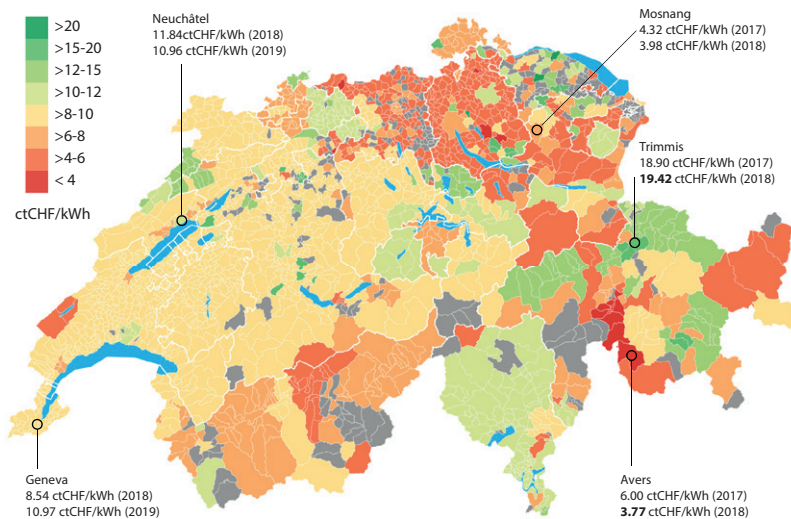 >20
>15-20
>12-15
>10-12
>8-10
>6-8
>4-6
< 4
ctCHF/kWh
Neuchâtel
11.84ctCHF/kWh (2018)
10.96 ctCHF/kWh (2019)
Mosnang
4.32 ctCHF/kWh (2017)
3.98 ctCHF/kWh (2018)
Trimmis
18.90 ctCHF/kWh (2017)
19.42 ctCHF/kWh (2018)
Geneva
8.54 ctCHF/kWh (2018)
10.97 ctCHF/kWh (2019)
Avers
6.00 ctCHF/kWh (2017)
3.77 ctCHF/kWh (2018)